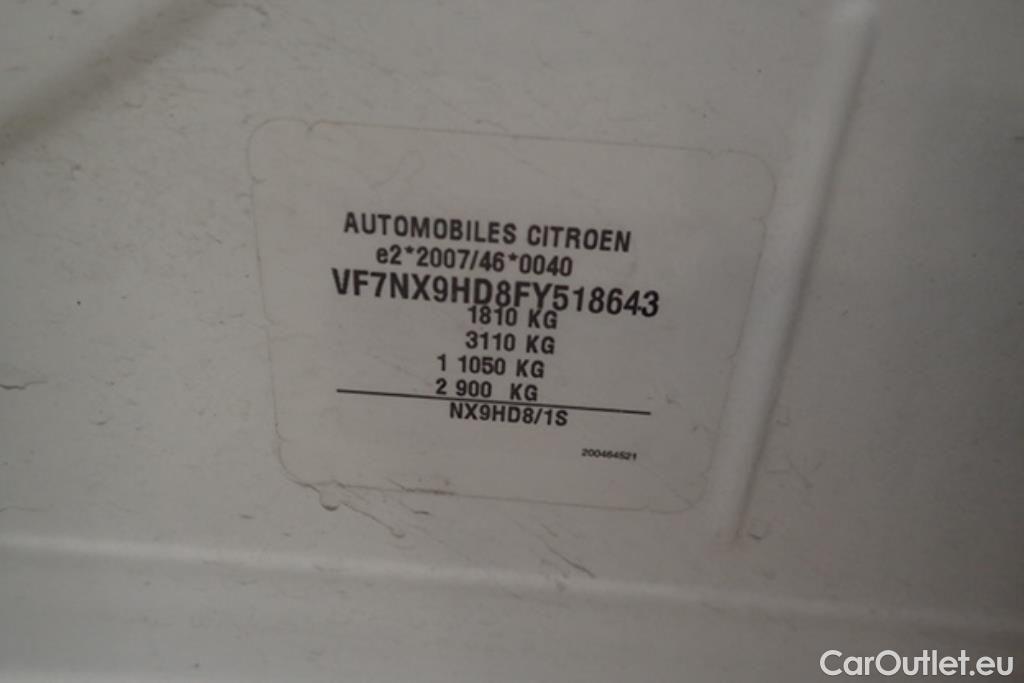 AUTOMOBILES CITROEN
e2*2007/46*0040
VF7NX9HD8FY518643
1810 KG
3110 KG
1 1050 KG
2 900 KG
NX9HD8/1S
200464521
CarOutlet.eu